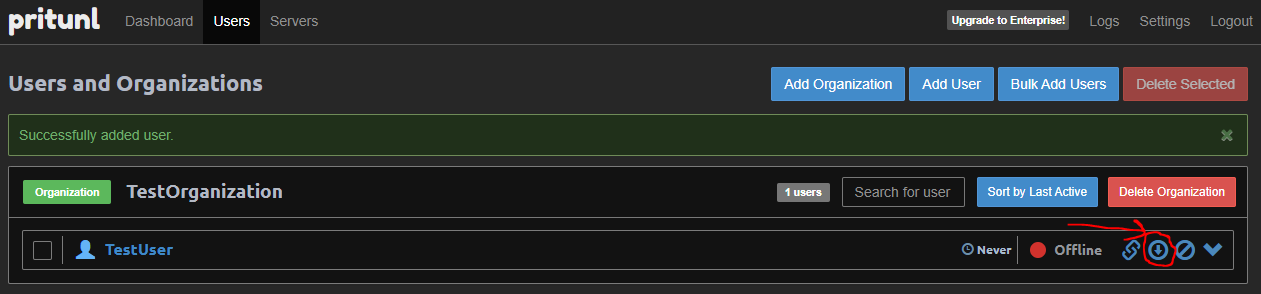 pritunl Dashboard Users Servers Upgrade to Enterprise! Logs Settings Logout
Users and Organizations Add Organization Add User Bulk Add Users Delete Selected
Successfully added user.
Organization TestOrganization 1 users Search for user Sort by Last Active Delete Organization
TestUser Never Offline